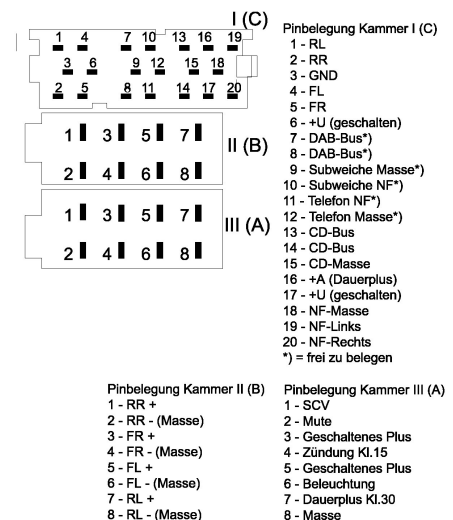 I (C)
1 4 7 10 13 16 19
3 6 9 12 15 18
2 5 8 11 14 17 20
II (B)
1 3 5 7
2 4 6 8
III (A)
1 3 5 7
2 4 6 8
Pinbelegung Kammer I (C)
1 - RL
2 - RR
3 - GND
4 - FL
5 - FR
6 - +U (geschalten)
7 - DAB-Bus*)
8 - DAB-Bus*)
9 - Subweiche Masse*)
10 - Subweiche NF*)
11 - Telefon NF*)
12 - Telefon Masse*)
13 - CD-Bus
14 - CD-Bus
15 - CD-Masse
16 - +A (Dauerplus)
17 - +U (geschalten)
18 - NF-Masse
19 - NF-Links
20 - NF-Rechts
*) = frei zu belegen
Pinbelegung Kammer II (B)
1 - RR +
2 - RR - (Masse)
3 - FR +
4 - FR - (Masse)
5 - FL +
6 - FL - (Masse)
7 - RL +
8 - RL - (Masse)
Pinbelegung Kammer III (A)
1 - SCV
2 - Mute
3 - Geschaltenes Plus
4 - Zündung Kl.15
5 - Geschaltenes Plus
6 - Beleuchtung
7 - Dauerplus Kl.30
8 - Masse